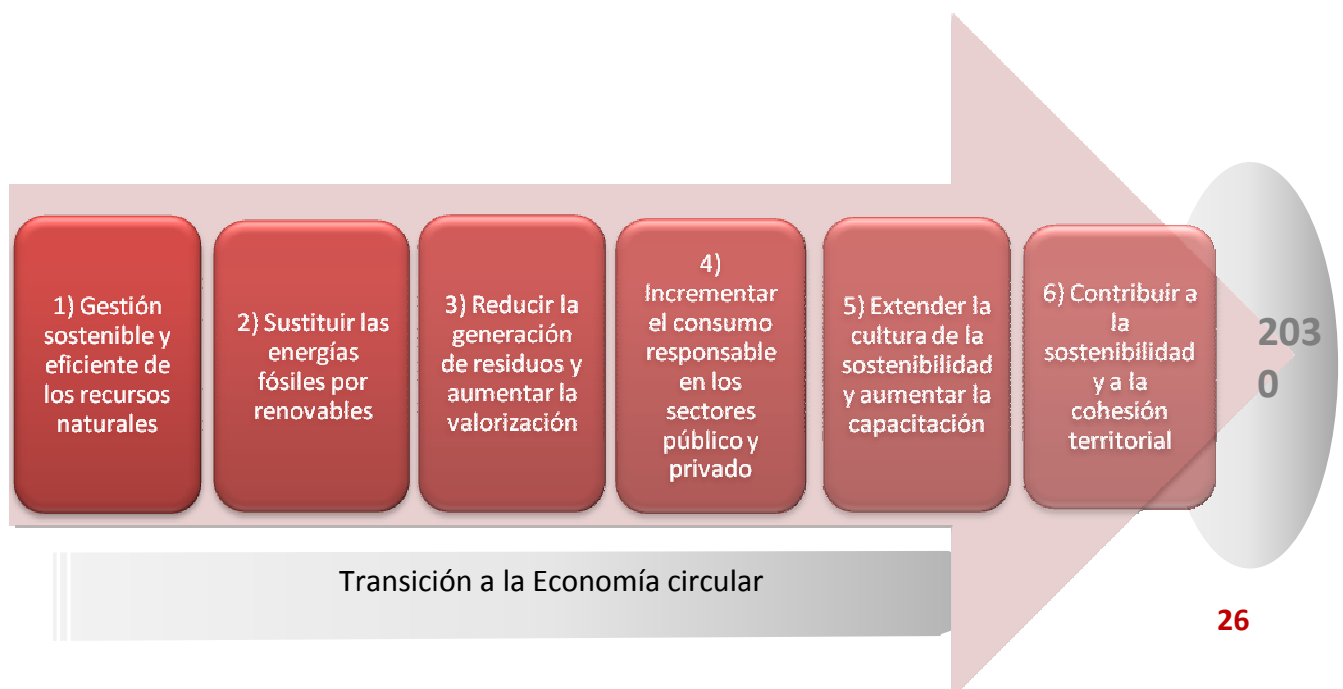 1) Gestión
sostenible y
eficiente de
los recursos
naturales
2) Sustituir las
energías
fósiles por
renovables
3) Reducir la
generación
de residuos y
aumentar la
valorización
4)
Incrementar
el consumo
responsable
en los
sectores
público y
privado
5) Extender la
cultura de la
sostenibilidad
y aumentar la
capacitación
6) Contribuir a
la
sostenibilidad
y a la
cohesión
territorial
203
0
Transición a la Economía circular
26